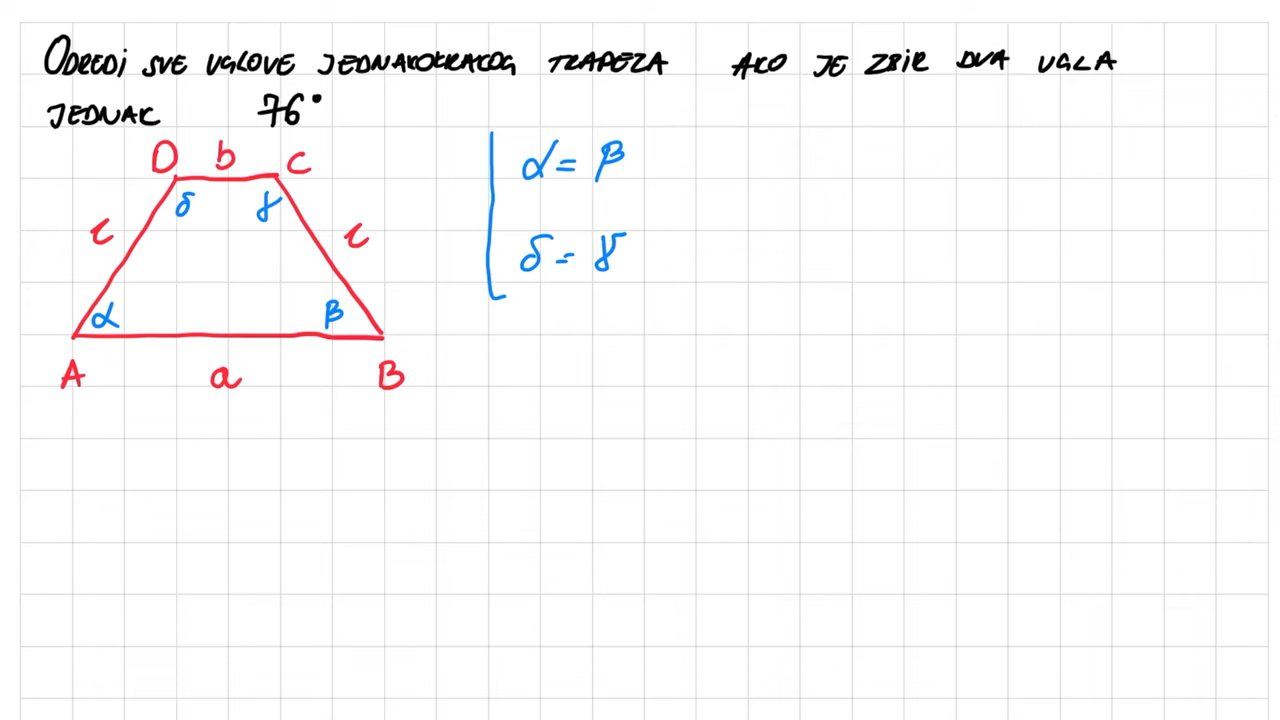 ODREDI SVE UGLOVE JEDNAKOKRAKOG TRAPEZA AKO JE ZBIR DVA UGLA
JEDNAK 76°
D b C
δ γ
c c
α β
A a B
α = β
δ = γ